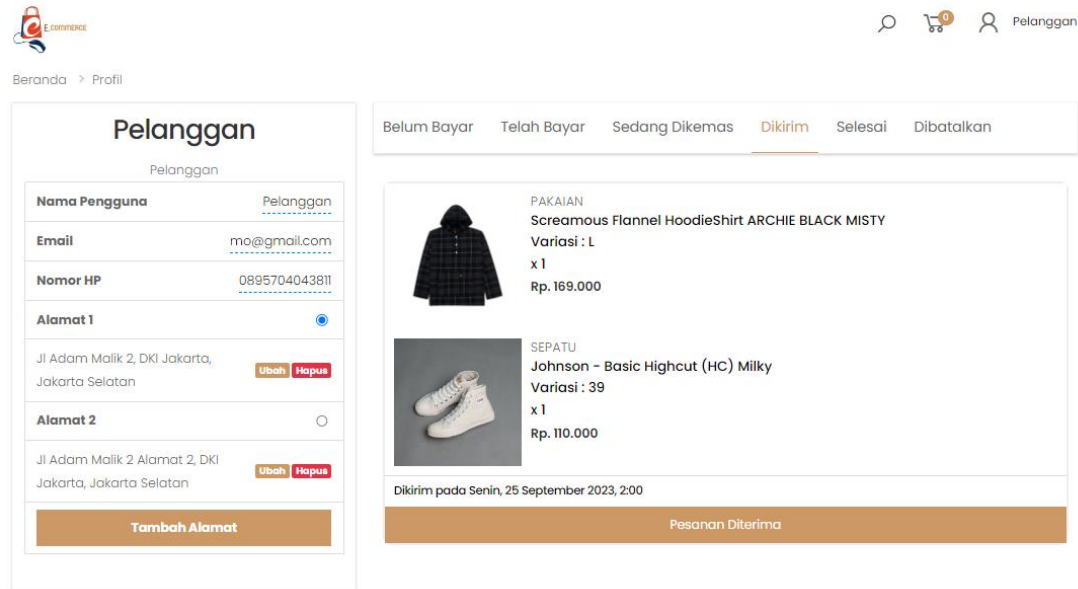 E.COMMERCE
0
Pelanggan
Beranda > Profil
Pelanggan
Pelanggan
Nama Pengguna Pelanggan
Email mo@gmail.com
Nomor HP 0895704043811
Alamat 1
Jl Adam Malik 2, DKI Jakarta,
Jakarta Selatan
Ubah Hapus
Alamat 2
Jl Adam Malik 2 Alamat 2, DKI
Jakarta, Jakarta Selatan
Ubah Hapus
Tambah Alamat
Belum Bayar Telah Bayar Sedang Dikemas Dikirim Selesai Dibatalkan
PAKAIAN
Screamous Flannel HoodieShirt ARCHIE BLACK MISTY
Variasi : L
x 1
Rp. 169.000
SEPATU
Johnson - Basic Highcut (HC) Milky
Variasi : 39
x 1
Rp. 110.000
Dikirim pada Senin, 25 September 2023, 2:00
Pesanan Diterima